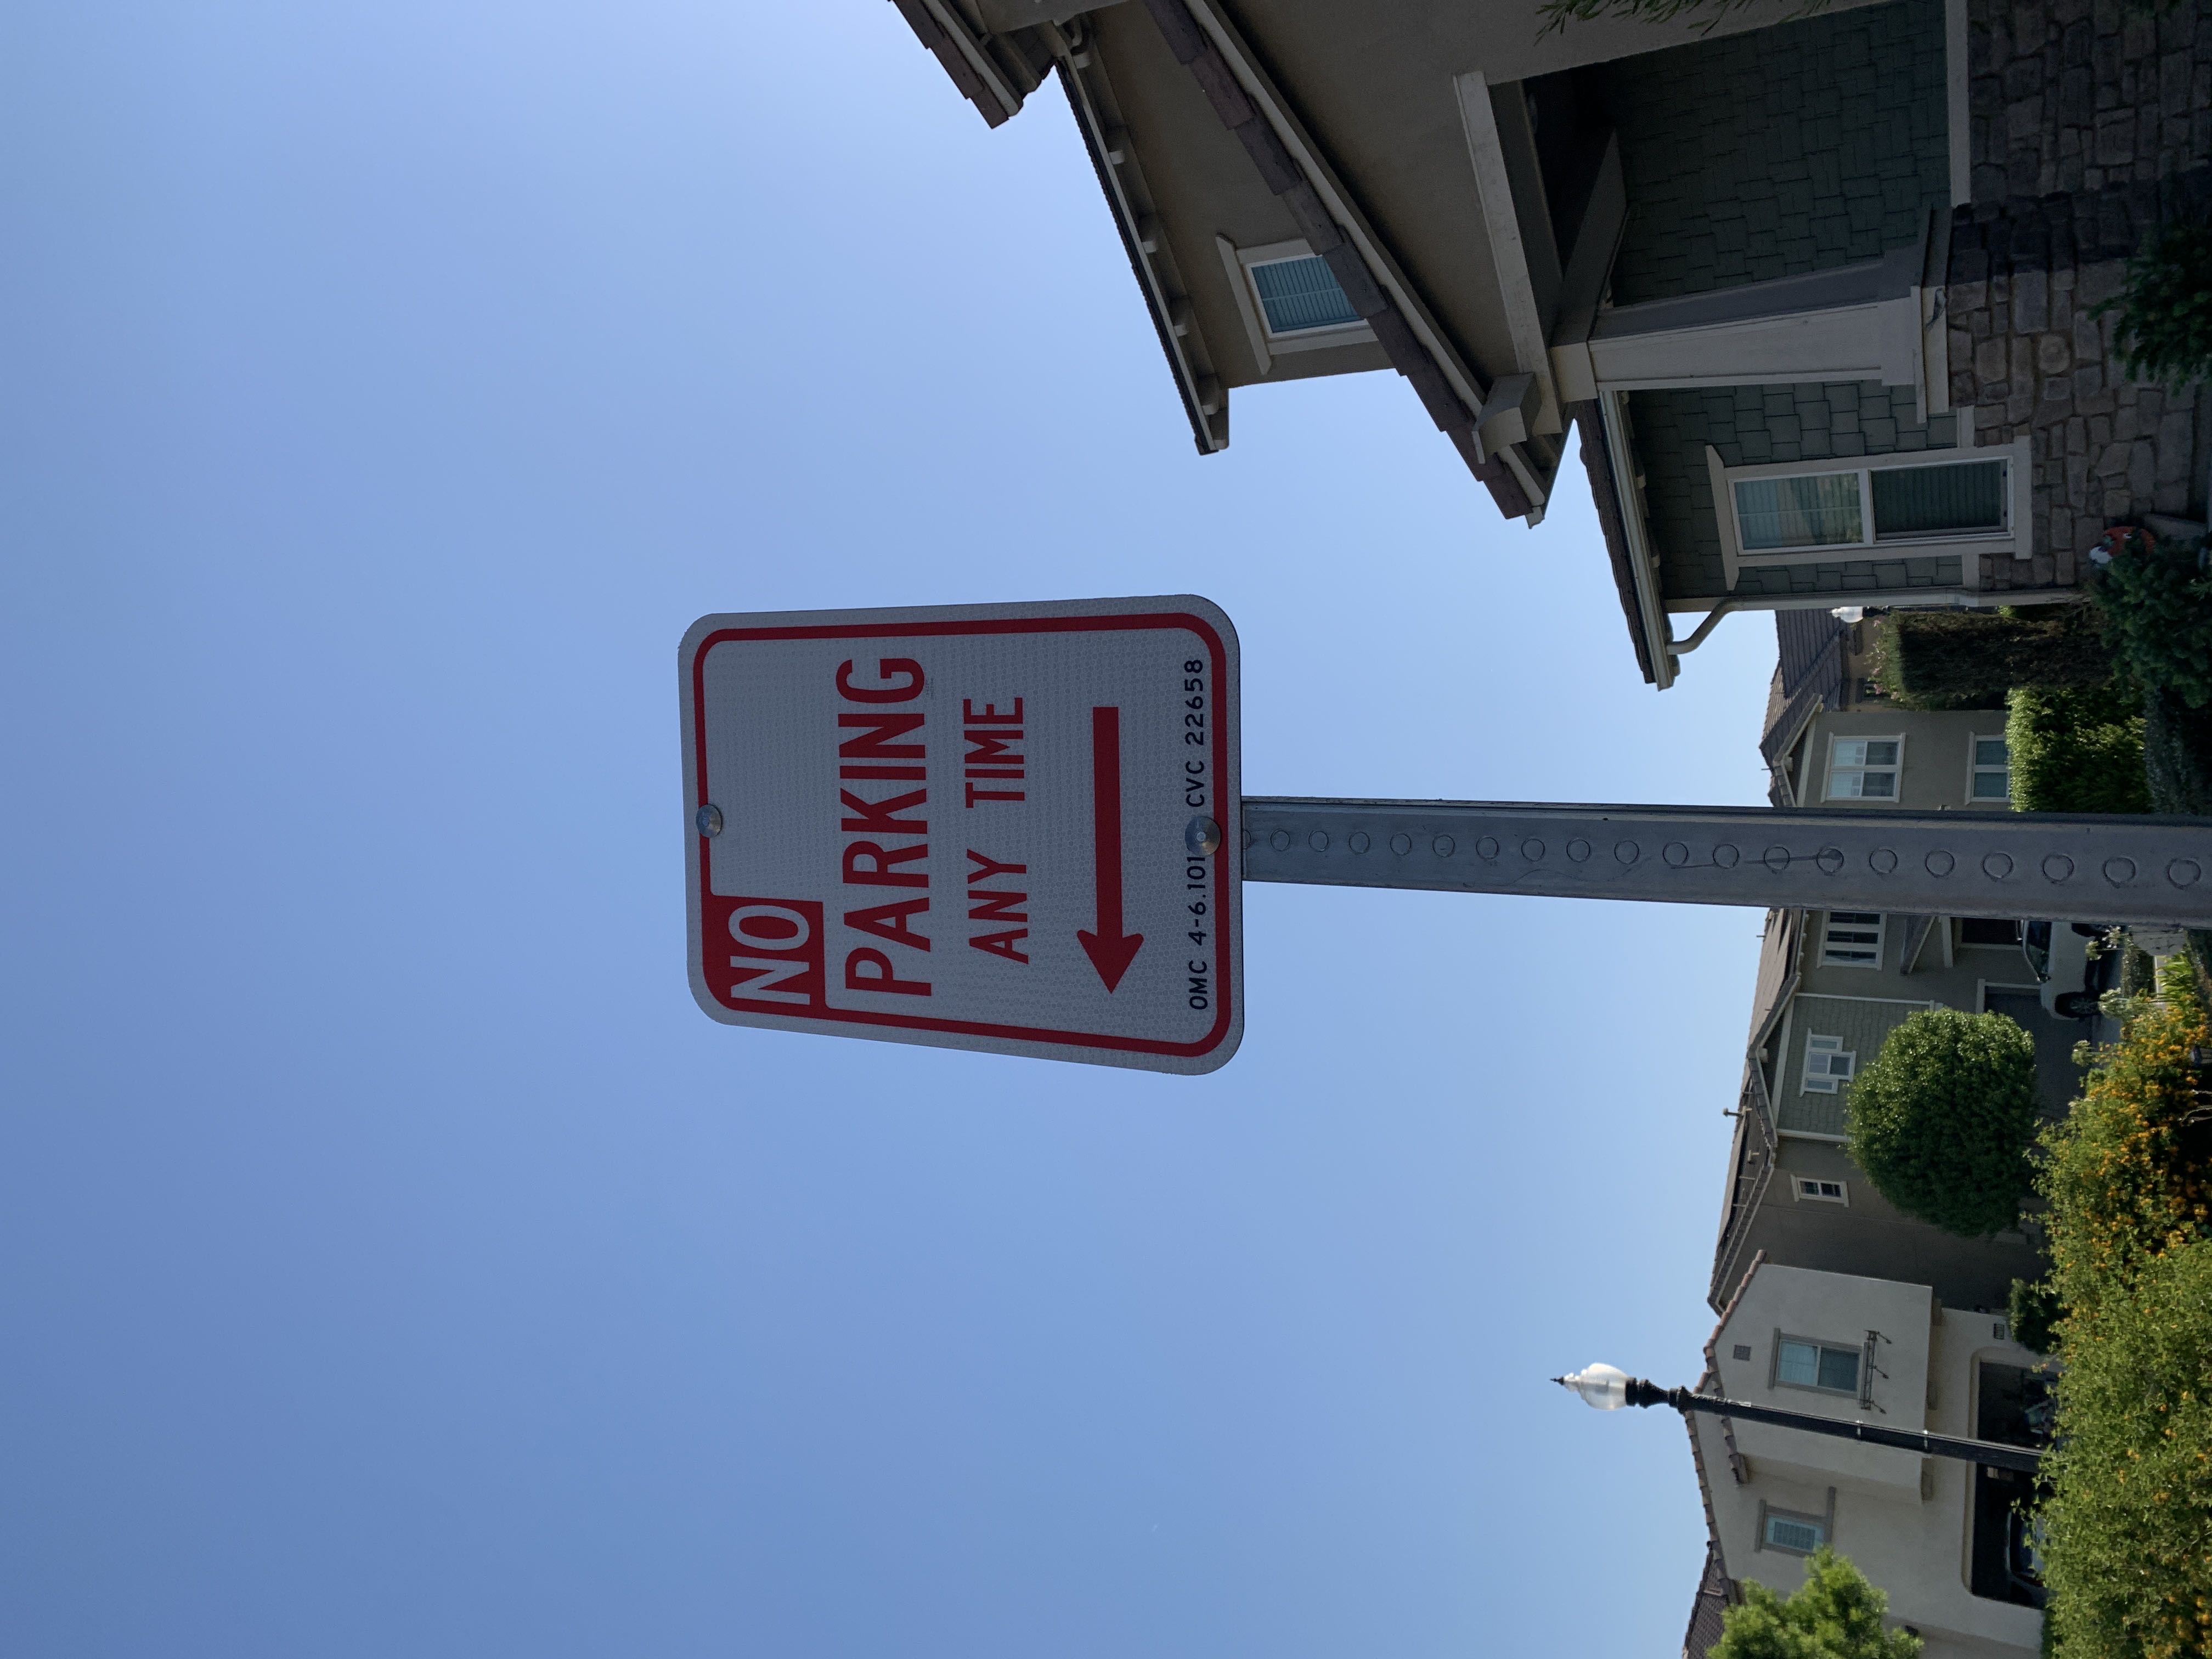 NO
PARKING
ANY TIME
OMC 4-6.101 CVC 22658